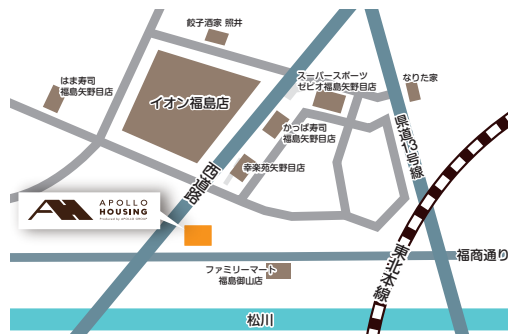 餃子酒家 照井
はま寿司
福島矢野目店
イオン福島店
スーパースポーツ
ゼビオ福島矢野目店
なりた家
かっぱ寿司
福島矢野目店
県道13号線
幸楽苑矢野目店
西道路
APOLLO
HOUSING
Produced by APOLLO GROUP
東北本線
福商通り
ファミリーマート
福島御山店
松川